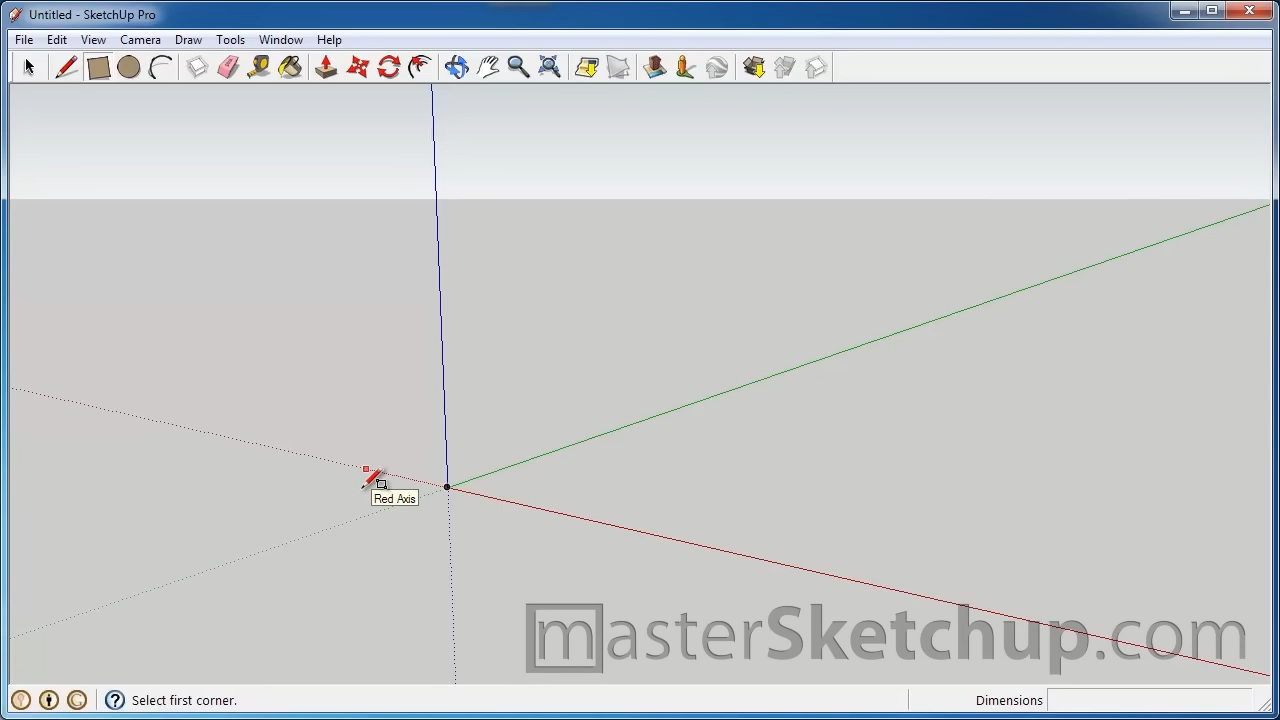 Untitled - SketchUp Pro
File Edit View Camera Draw Tools Window Help
Red Axis
masterSketchup.com
Select first corner.
Dimensions